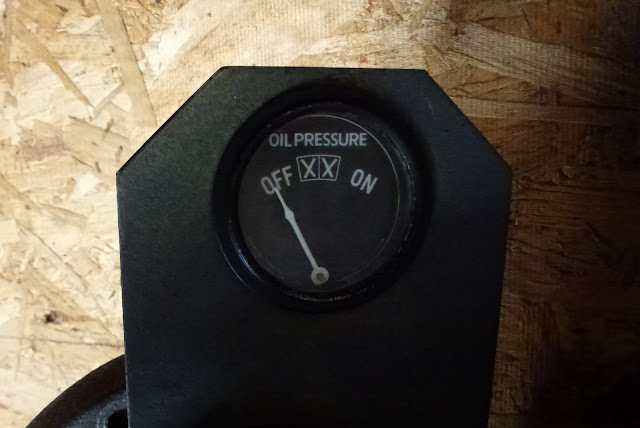 OIL PRESSURE
OFF XX ON